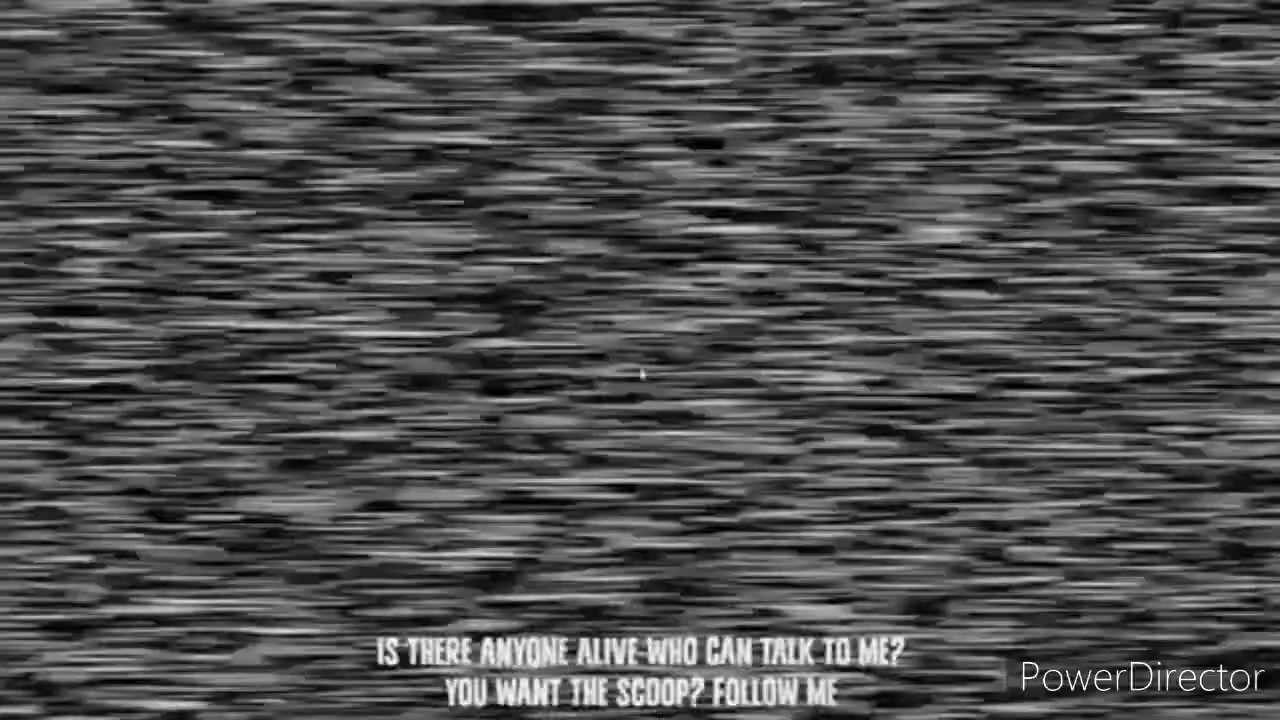 IS THERE ANYONE ALIVE WHO CAN TALK TO ME?
YOU WANT THE SCOOP? FOLLOW ME
PowerDirector